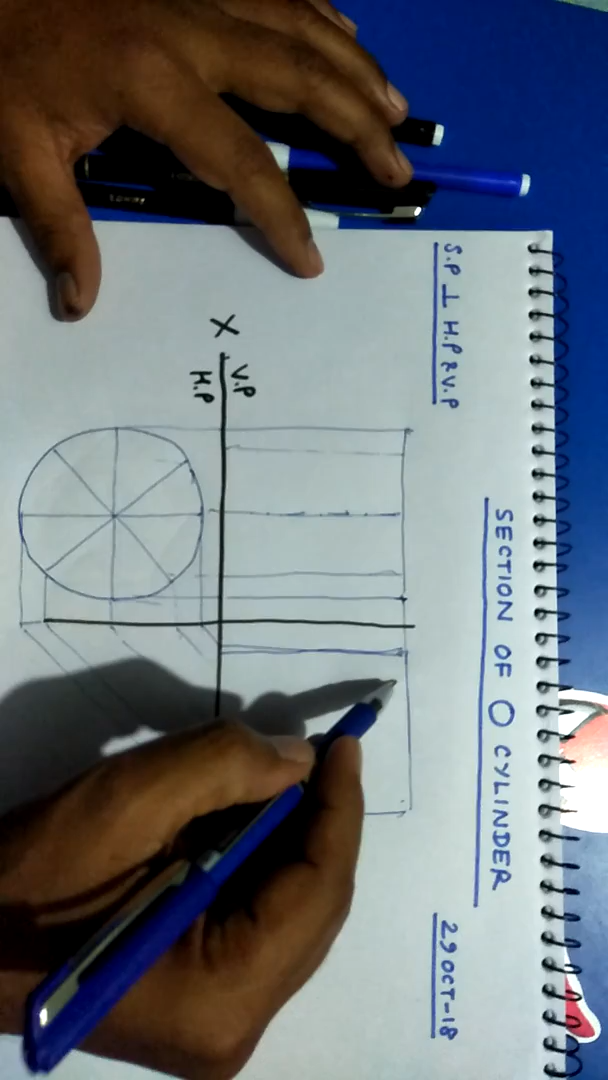 SECTION OF O CYLINDER
S.P ⊥ H.P & V.P
29 OCT-18
X
V.P
H.P